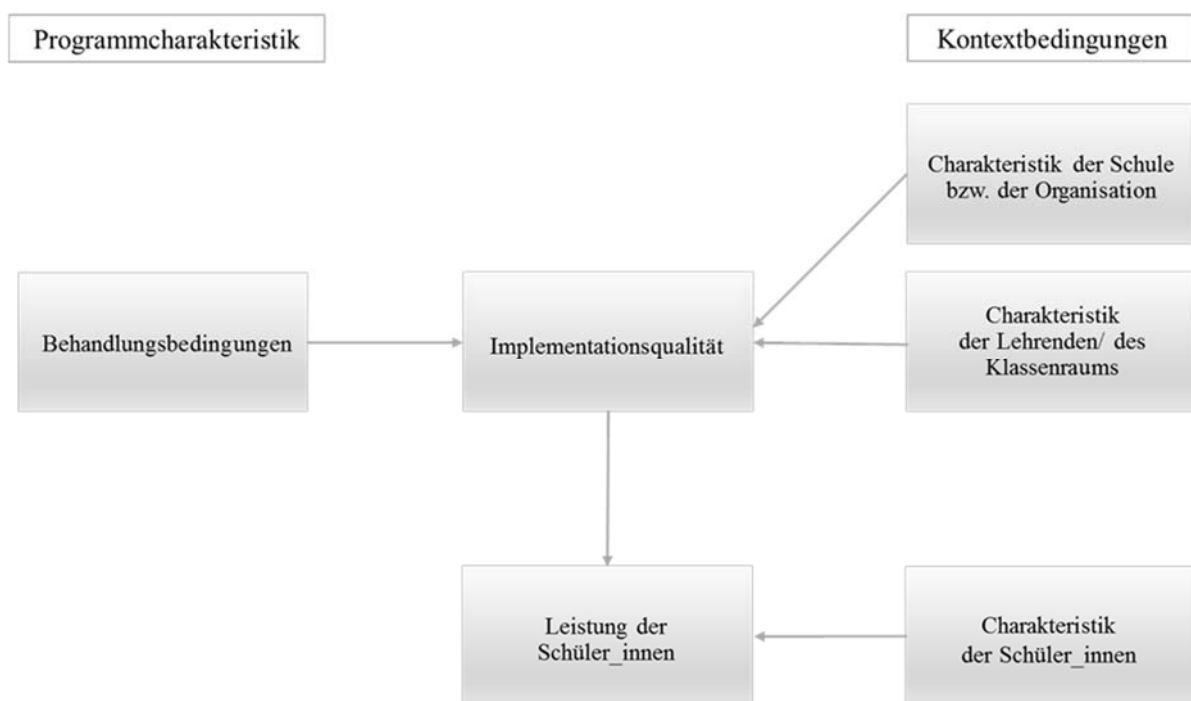 Programmcharakteristik
Kontextbedingungen
Charakteristik der Schule
bzw. der Organisation
Behandlungsbedingungen
Implementationsqualität
Charakteristik
der Lehrenden/ des
Klassenraums
Leistung der
Schüler_innen
Charakteristik
der Schüler_innen